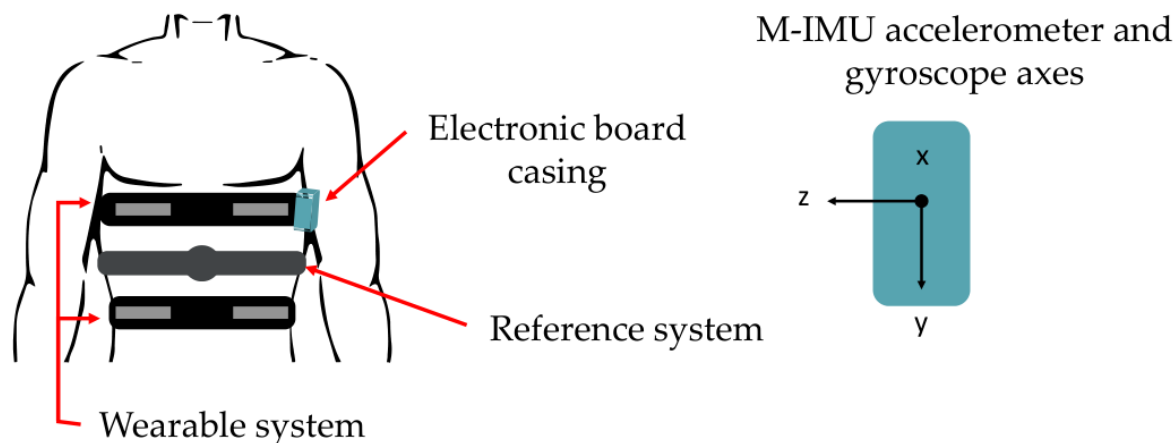 M-IMU accelerometer and
gyroscope axes
Electronic board
casing
x
z
y
Reference system
Wearable system